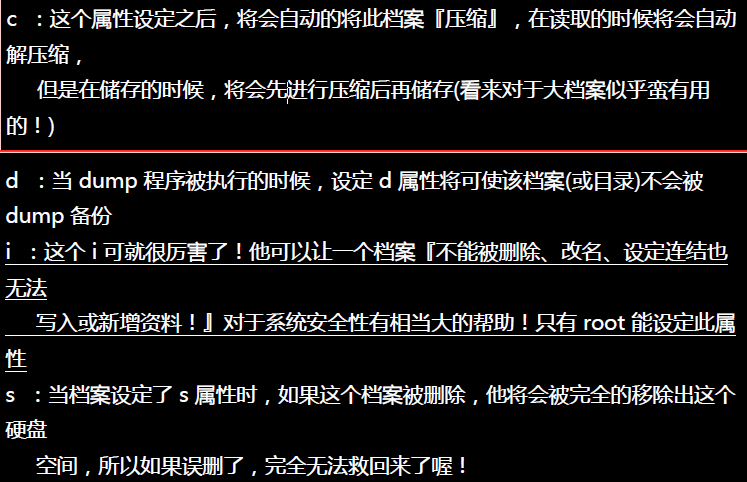 c ：这个属性设定之后，将会自动的将此档案『压缩』，在读取的时候将会自动
解压缩，
但是在储存的时候，将会先进行压缩后再储存(看来对于大档案似乎蛮有用
的！)
d ：当 dump 程序被执行的时候，设定 d 属性将可使该档案(或目录)不会被
dump 备份
i ：这个 i 可就很厉害了！他可以让一个档案『不能被删除、改名、设定连结也
无法
写入或新增资料！』对于系统安全性有相当大的帮助！只有 root 能设定此属
性
s ：当档案设定了 s 属性时，如果这个档案被删除，他将会被完全的移除出这个
硬盘
空间，所以如果误删了，完全无法救回来了喔！